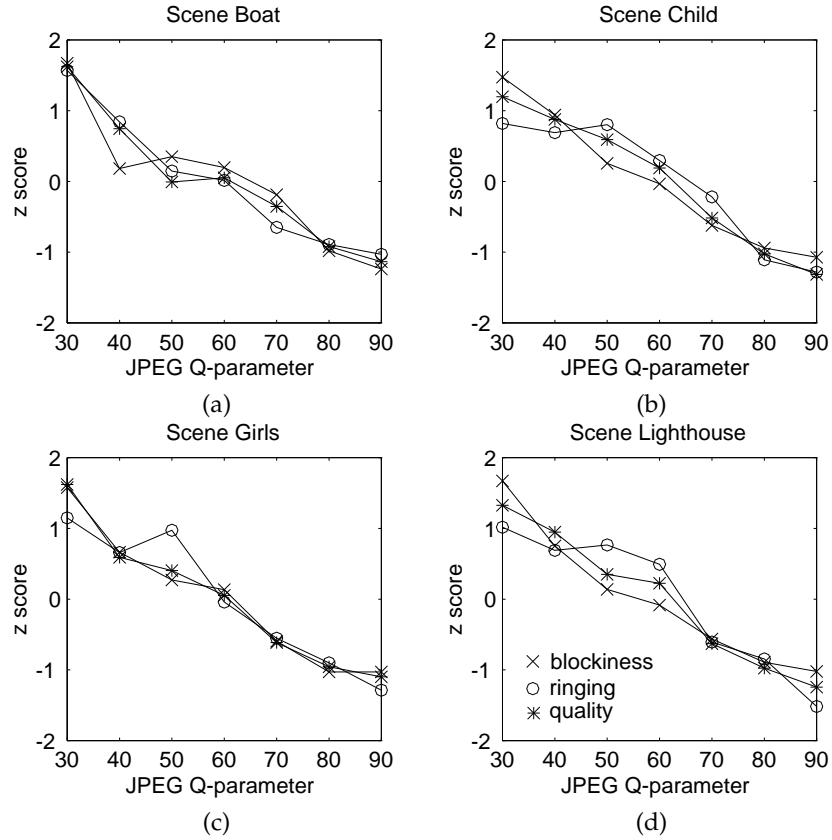 Scene Boat
2
1
0
-1
-2
z score
30 40 50 60 70 80 90
JPEG Q-parameter
(a)
Scene Child
2
1
0
-1
-2
z score
30 40 50 60 70 80 90
JPEG Q-parameter
(b)
Scene Girls
2
1
0
-1
-2
z score
30 40 50 60 70 80 90
JPEG Q-parameter
(c)
Scene Lighthouse
2
1
0
-1
-2
z score
blockiness
ringing
quality
30 40 50 60 70 80 90
JPEG Q-parameter
(d)